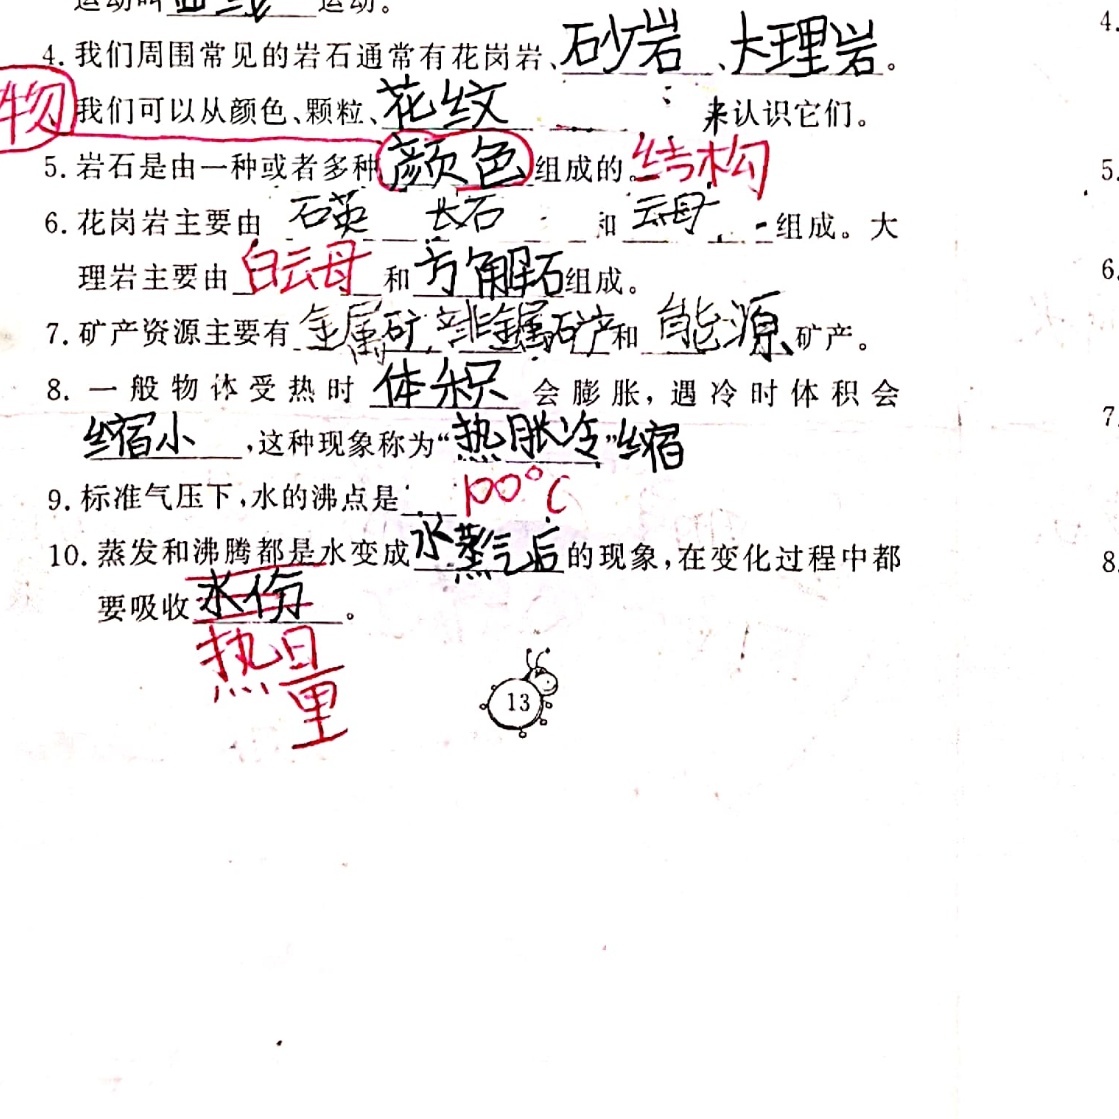 运动叫曲线运动。
4. 我们周围常见的岩石通常有花岗岩、砂岩、大理岩。
物 我们可以从颜色、颗粒、花纹 来认识它们。
5. 岩石是由一种或者多种颜色组成的。结构
6. 花岗岩主要由 石英 长石 和 云母 组成。大
理岩主要由 白云母 和 方解石组成。
7. 矿产资源主要有 金属矿产、非金属矿产和 能源 矿产。
8. 一般物体受热时 体积 会膨胀,遇冷时体积会
缩小,这种现象称为“热胀冷”缩
9. 标准气压下,水的沸点是 100°C
10. 蒸发和沸腾都是水变成水蒸气后的现象,在变化过程中都
要吸收水份。
热量
13
4.
5.
6.
7.
8.